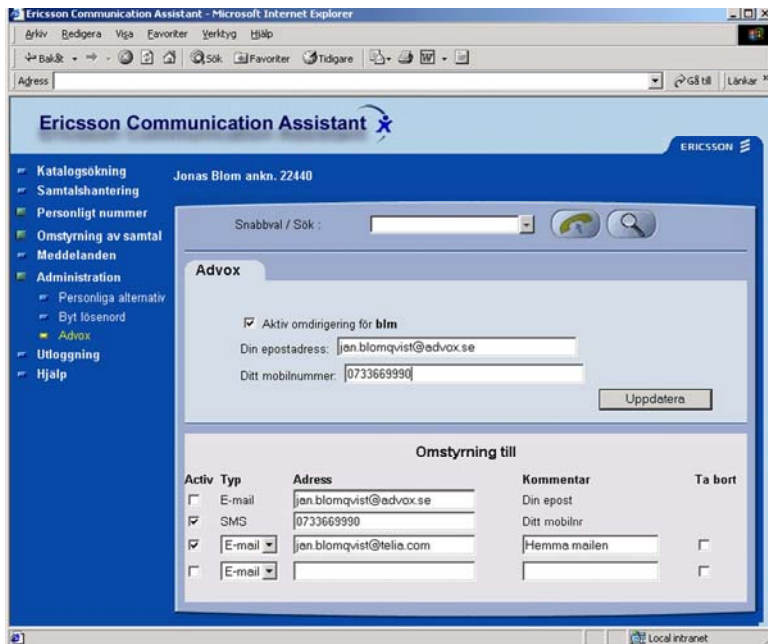 Ericsson Communication Assistant - Microsoft Internet Explorer
Arkiv Redigera Visa Favoriter Verktyg Hjälp
Bakåt Sök Favoriter Tidigare
Adress Gå till Länkar
Ericsson Communication Assistant
ERICSSON
Katalogsökning
Samtalshantering
Personligt nummer
Omstyrning av samtal
Meddelanden
Administration
Personliga alternativ
Byt lösenord
Advox
Utloggning
Hjälp
Jonas Blom ankn. 22440
Snabbval / Sök :
Advox
Aktiv omdirigering för blm
Din epostadress: jan.blomqvist@advox.se
Ditt mobilnummer: 0733669990
Uppdatera
Omstyrning till
Activ Typ Adress Kommentar Ta bort
E-mail jan.blomqvist@advox.se Din epost
SMS 0733669990 Ditt mobilnr
E-mail jan.blomqvist@telia.com Hemma mailen
E-mail
Local intranet